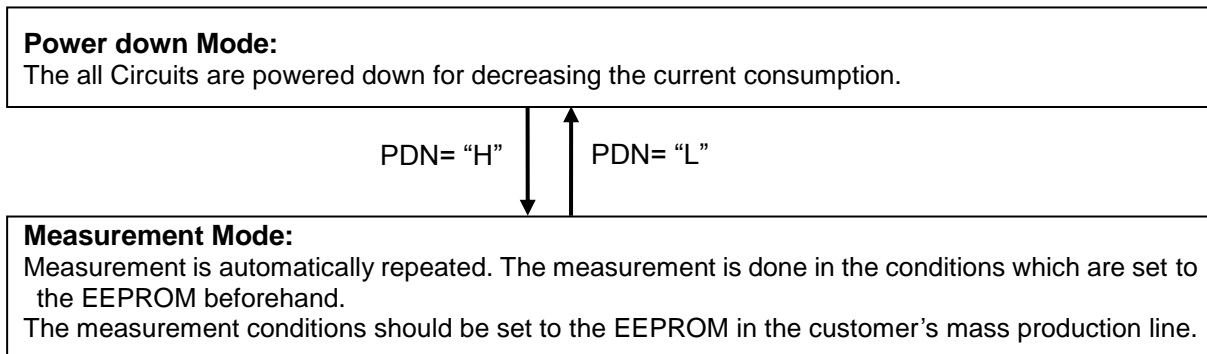 Power down Mode:
The all Circuits are powered down for decreasing the current consumption.
PDN= “H” PDN= “L”
Measurement Mode:
Measurement is automatically repeated. The measurement is done in the conditions which are set to
the EEPROM beforehand.
The measurement conditions should be set to the EEPROM in the customer’s mass production line.